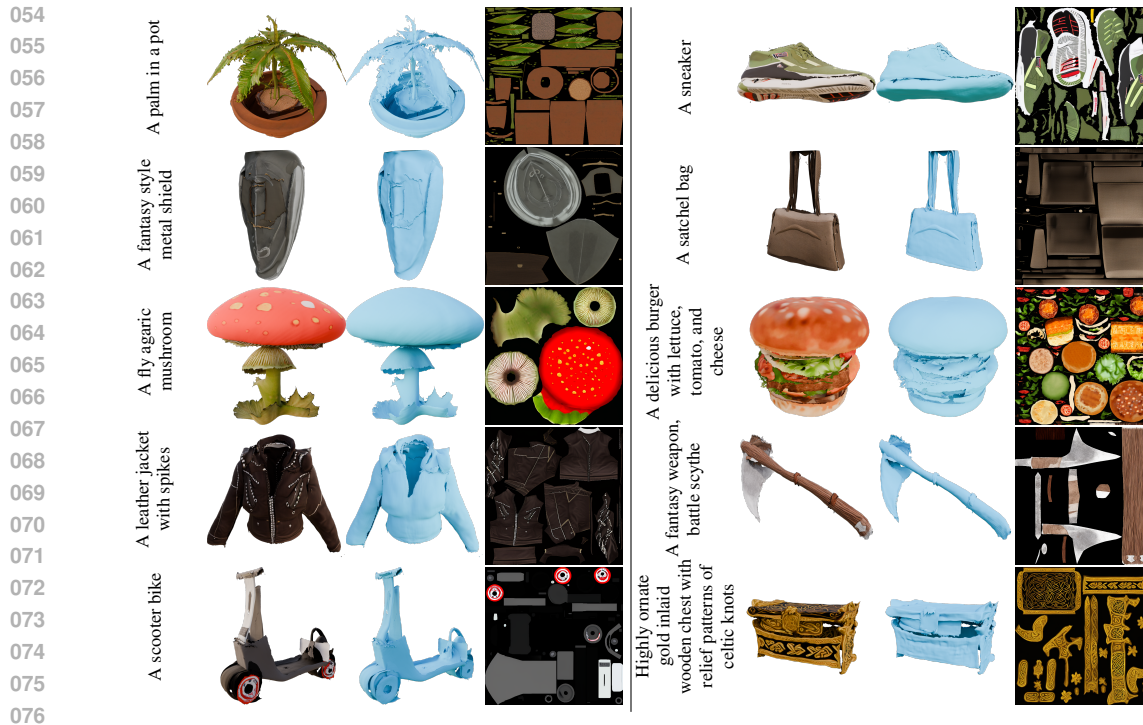 054
055
056
057
058
059
060
061
062
063
064
065
066
067
068
069
070
071
072
073
074
075
076
A palm in a pot
A fantasy style
metal shield
A fly agaric
mushroom
A leather jacket
with spikes
A scooter bike
A sneaker
A satchel bag
A delicious burger
with lettuce,
tomato, and
cheese
A fantasy weapon,
battle scythe
Highly ornate
gold inlaid
wooden chest with
relief patterns of
celtic knots